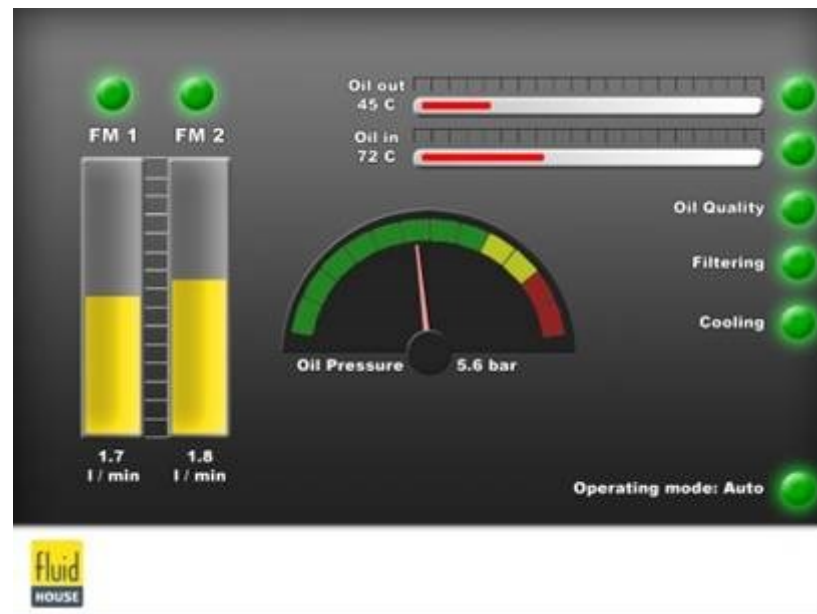 FM 1
FM 2
Oil out
45 C
Oil in
72 C
Oil Quality
Filtering
Cooling
Oil Pressure
5.6 bar
1.7
l / min
1.8
l / min
Operating mode: Auto
fluid
HOUSE